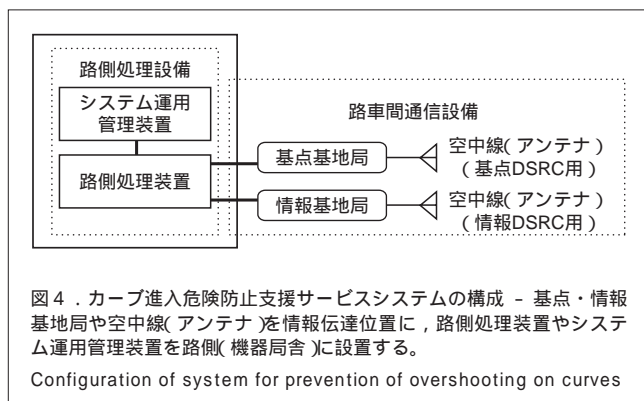 路側処理設備
システム運用
管理装置
路側処理装置
路車間通信設備
基点基地局
空中線(アンテナ)
(基点DSRC用)
情報基地局
空中線(アンテナ)
(情報DSRC用)
図4．カーブ進入危険防止支援サービスシステムの構成 － 基点・情報
基地局や空中線(アンテナ)を情報伝達位置に，路側処理装置やシステ
ム運用管理装置を路側(機器局舎)に設置する。
Configuration of system for prevention of overshooting on curves